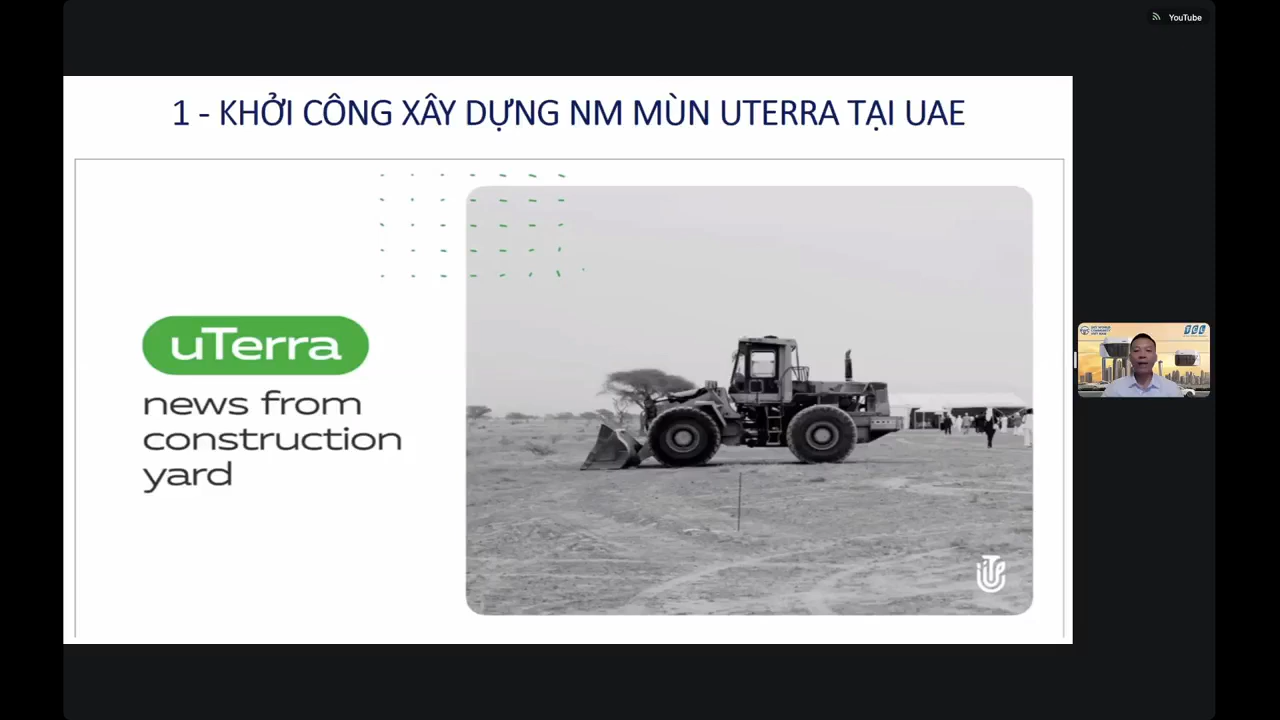 YouTube
1 - KHỞI CÔNG XÂY DỰNG NM MÙN UTERRA TẠI UAE
uTerra
news from
construction
yard